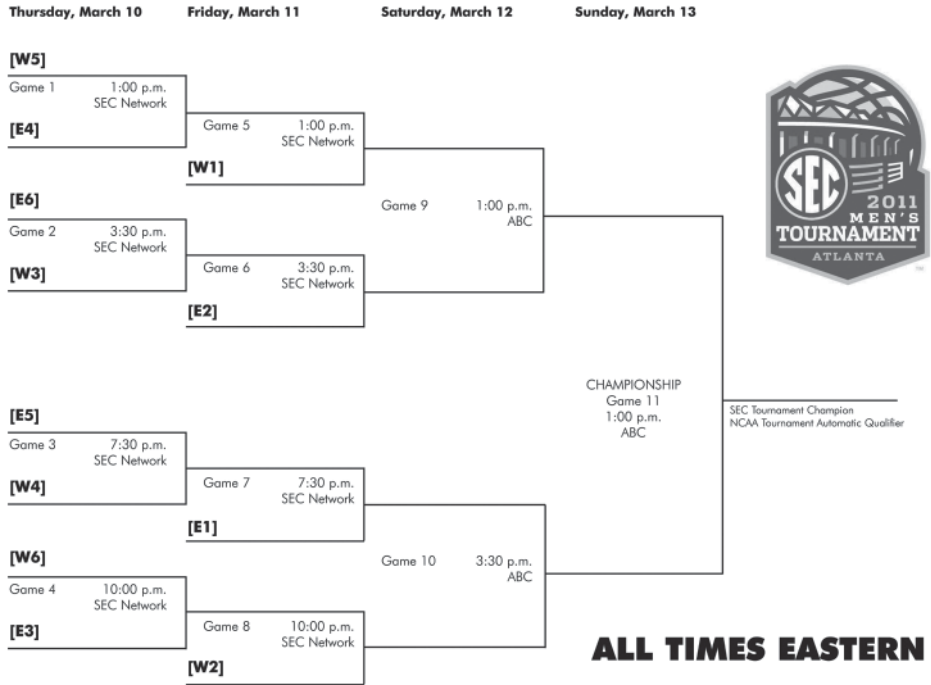 Thursday, March 10 Friday, March 11 Saturday, March 12 Sunday, March 13
[W5]
Game 1 1:00 p.m.
SEC Network
[E4]
Game 5 1:00 p.m.
SEC Network
[W1]
[E6]
Game 2 3:30 p.m.
SEC Network
[W3]
Game 6 3:30 p.m.
SEC Network
[E2]
Game 9 1:00 p.m.
ABC
[E5]
Game 3 7:30 p.m.
SEC Network
[W4]
Game 7 7:30 p.m.
SEC Network
[E1]
[W6]
Game 4 10:00 p.m.
SEC Network
[E3]
Game 8 10:00 p.m.
SEC Network
[W2]
Game 10 3:30 p.m.
ABC
CHAMPIONSHIP
Game 11
1:00 p.m.
ABC
SEC Tournament Champion
NCAA Tournament Automatic Qualifier
SEC
2011
MEN'S
TOURNAMENT
ATLANTA
TM
ALL TIMES EASTERN